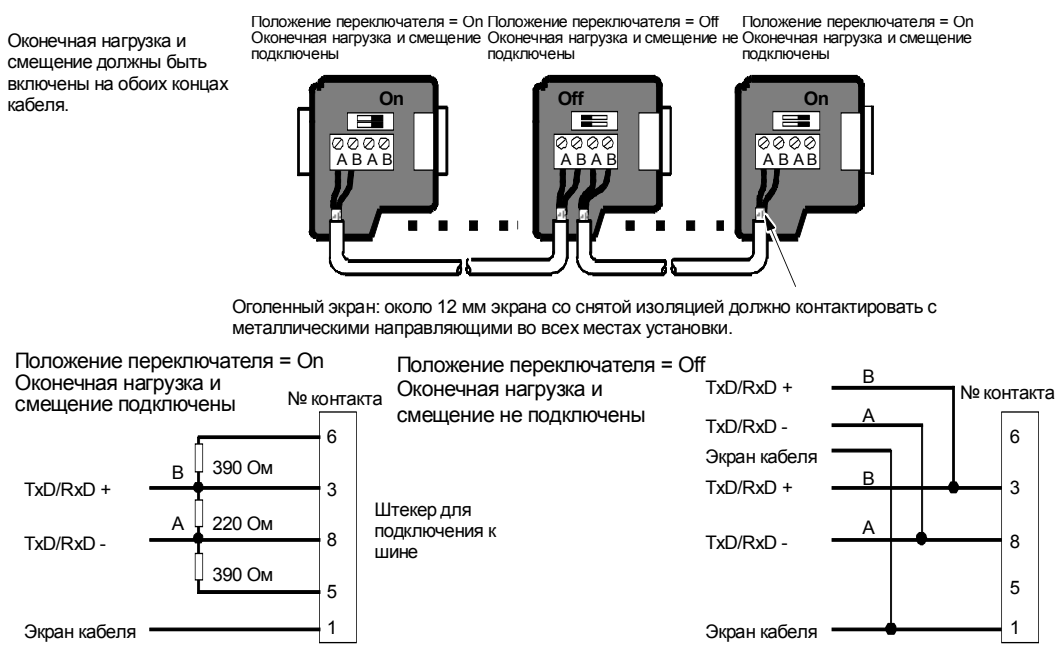 Оконечная нагрузка и
смещение должны быть
включены на обоих концах
кабеля.
Положение переключателя = On
Оконечная нагрузка и смещение
подключены
Положение переключателя = Off
Оконечная нагрузка и смещение не
подключены
Положение переключателя = On
Оконечная нагрузка и смещение
подключены
On
A B A B
Off
A B A B
On
A B A B
Оголенный экран: около 12 мм экрана со снятой изоляцией должно контактировать с
металлическими направляющими во всех местах установки.
Положение переключателя = On
Оконечная нагрузка и
смещение подключены
№ контакта
6
390 Ом
B
TxD/RxD +
3
A
220 Ом
TxD/RxD -
8
390 Ом
5
Экран кабеля
1
Штекер для
подключения к
шине
Положение переключателя = Off
Оконечная нагрузка и
смещение не подключены
№ контакта
TxD/RxD +
B
TxD/RxD -
A
6
Экран кабеля
TxD/RxD +
B
3
TxD/RxD -
A
8
5
Экран кабеля
1